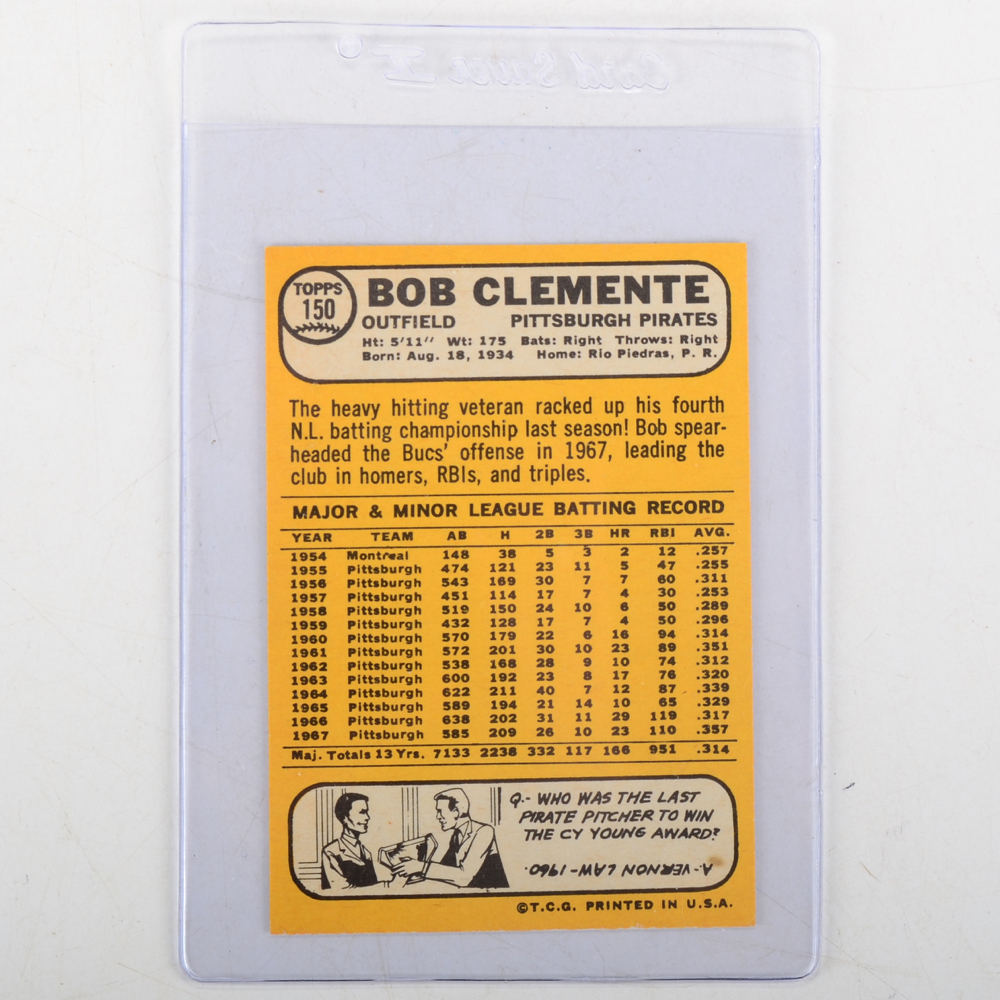 Card Saver II
TOPPS
150
BOB CLEMENTE
OUTFIELD PITTSBURGH PIRATES
Ht: 5'11" Wt: 175 Bats: Right Throws: Right
Born: Aug. 18, 1934 Home: Rio Piedras, P. R.
The heavy hitting veteran racked up his fourth
N.L. batting championship last season! Bob spear-
headed the Bucs' offense in 1967, leading the
club in homers, RBIs, and triples.
MAJOR & MINOR LEAGUE BATTING RECORD
YEAR TEAM AB H 2B 3B HR RBI AVG.
1954 Montreal 148 38 5 3 2 12 .257
1955 Pittsburgh 474 121 23 11 5 47 .255
1956 Pittsburgh 543 169 30 7 7 60 .311
1957 Pittsburgh 451 114 17 7 4 30 .253
1958 Pittsburgh 519 150 24 10 6 50 .289
1959 Pittsburgh 432 128 17 7 4 50 .296
1960 Pittsburgh 570 179 22 6 16 94 .314
1961 Pittsburgh 572 201 30 10 23 89 .351
1962 Pittsburgh 538 168 28 9 10 74 .312
1963 Pittsburgh 600 192 23 8 17 76 .320
1964 Pittsburgh 622 211 40 7 12 87 .339
1965 Pittsburgh 589 194 21 14 10 65 .329
1966 Pittsburgh 638 202 31 11 29 119 .317
1967 Pittsburgh 585 209 26 10 23 110 .357
Maj. Totals 13 Yrs. 7133 2238 332 117 166 951 .314
Q.- WHO WAS THE LAST
PIRATE PITCHER TO WIN
THE CY YOUNG AWARD?
A.- VERNON LAW - 1960.
©T.C.G. PRINTED IN U.S.A.